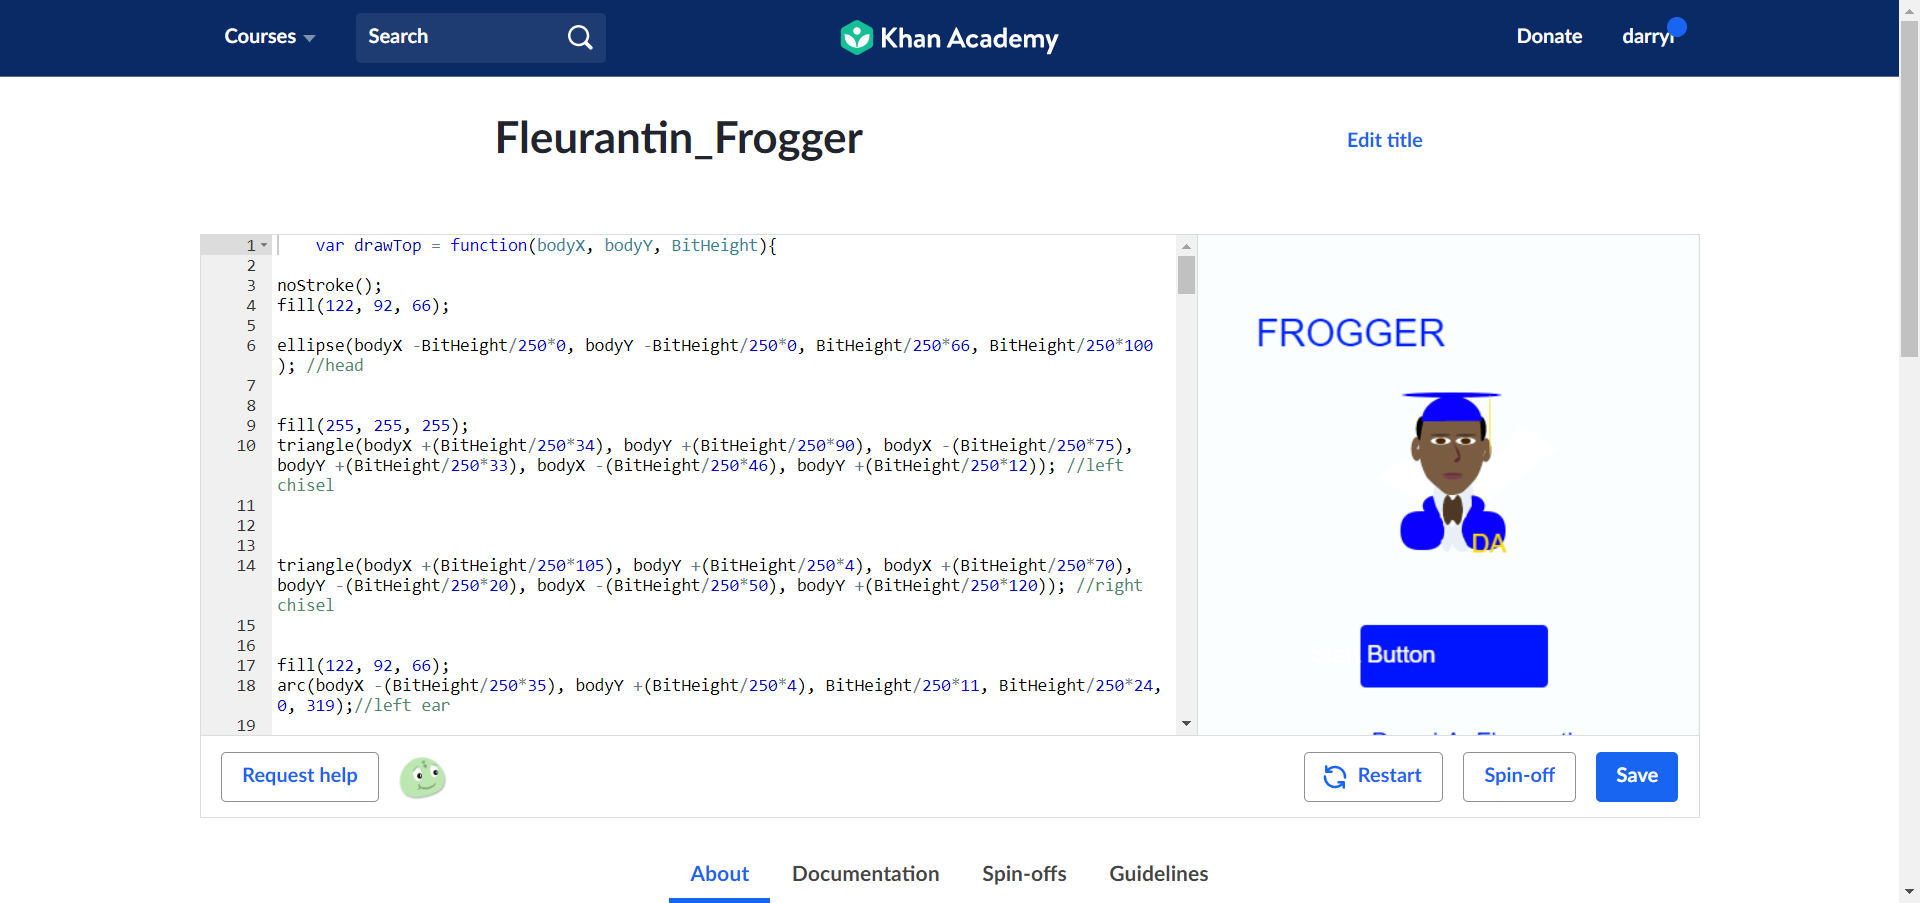 Courses
Search
Khan Academy
Donate
darryl
Fleurantin_Frogger
Edit title
1 var drawTop = function(bodyX, bodyY, BitHeight){
2
3 noStroke();
4 fill(122, 92, 66);
5
6 ellipse(bodyX -BitHeight/250*0, bodyY -BitHeight/250*0, BitHeight/250*66, BitHeight/250*100
); //head
7
8
9 fill(255, 255, 255);
10 triangle(bodyX +(BitHeight/250*34), bodyY +(BitHeight/250*90), bodyX -(BitHeight/250*75),
bodyY +(BitHeight/250*33), bodyX -(BitHeight/250*46), bodyY +(BitHeight/250*12)); //left
chisel
11
12
13
14 triangle(bodyX +(BitHeight/250*105), bodyY +(BitHeight/250*4), bodyX +(BitHeight/250*70),
bodyY -(BitHeight/250*20), bodyX -(BitHeight/250*50), bodyY +(BitHeight/250*120)); //right
chisel
15
16
17 fill(122, 92, 66);
18 arc(bodyX -(BitHeight/250*35), bodyY +(BitHeight/250*4), BitHeight/250*11, BitHeight/250*24,
0, 319);//left ear
19
FROGGER
DA
Button
Request help
Restart
Spin-off
Save
About
Documentation
Spin-offs
Guidelines